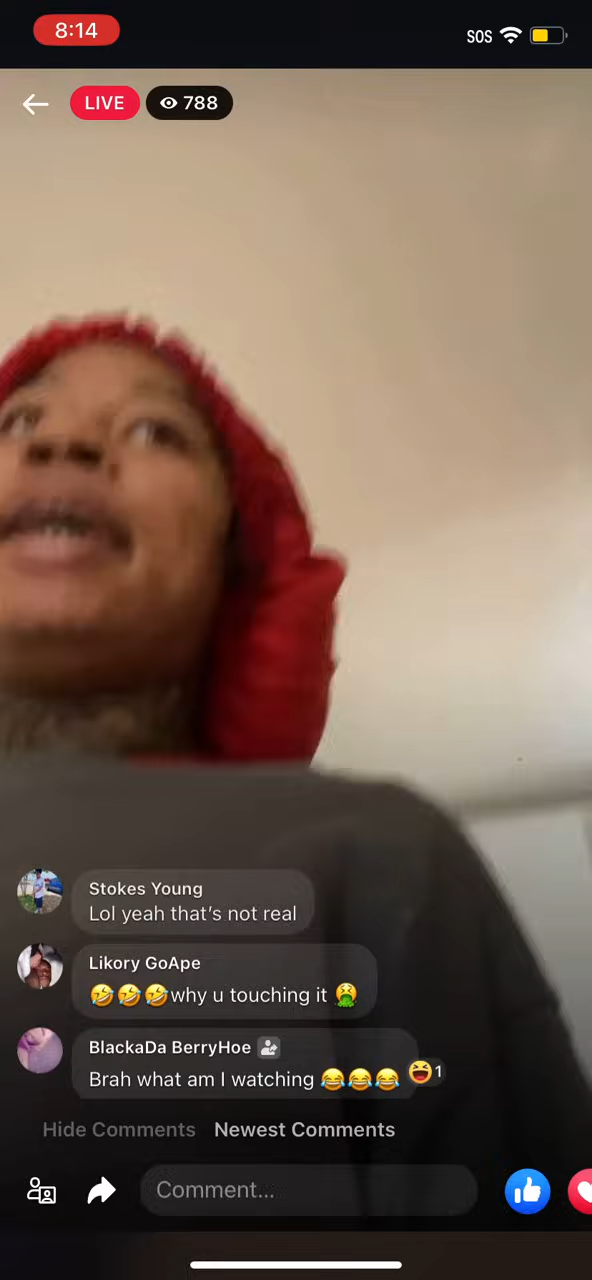 8:14
SOS
LIVE
788
Stokes Young
Lol yeah that's not real
Likory GoApe
🤣🤣🤣why u touching it 🤮
BlackaDa BerryHoe
Brah what am I watching 😂😂😂
😆1
Hide Comments Newest Comments
Comment...